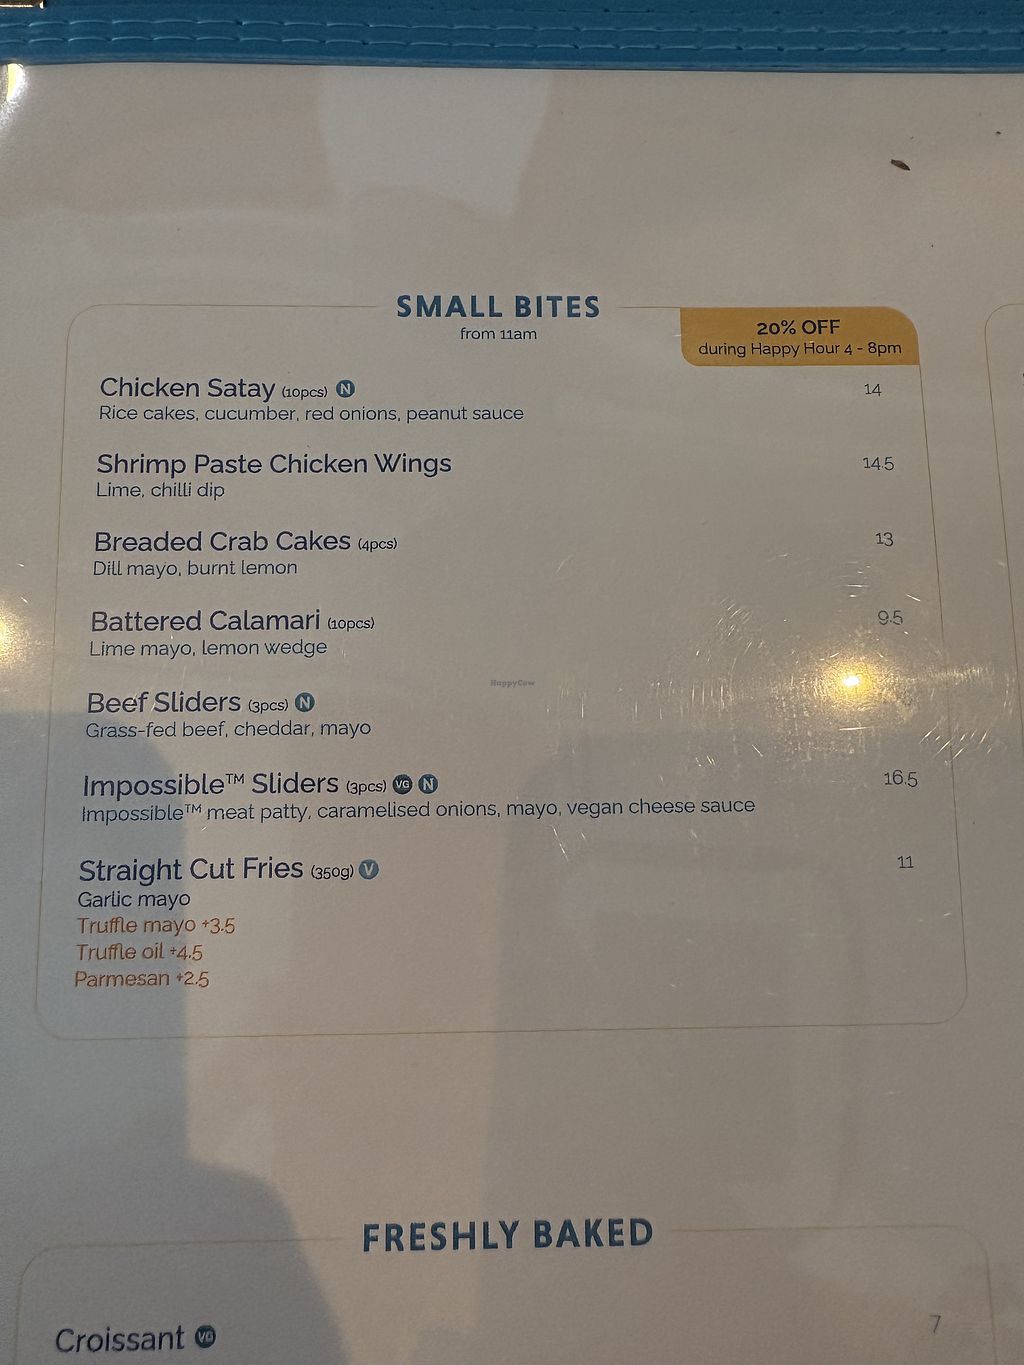 SMALL BITES
from 11am
20% OFF
during Happy Hour 4 - 8pm
Chicken Satay (10pcs) N 14
Rice cakes, cucumber, red onions, peanut sauce
Shrimp Paste Chicken Wings 14.5
Lime, chilli dip
Breaded Crab Cakes (4pcs) 13
Dill mayo, burnt lemon
Battered Calamari (10pcs) 9.5
Lime mayo, lemon wedge
HappyCow
Beef Sliders (3pcs) N
Grass-fed beef, cheddar, mayo
Impossible™ Sliders (3pcs) VG N 16.5
Impossible™ meat patty, caramelised onions, mayo, vegan cheese sauce
Straight Cut Fries (350g) V 11
Garlic mayo
Truffle mayo +3.5
Truffle oil +4.5
Parmesan +2.5
FRESHLY BAKED
Croissant VG 7